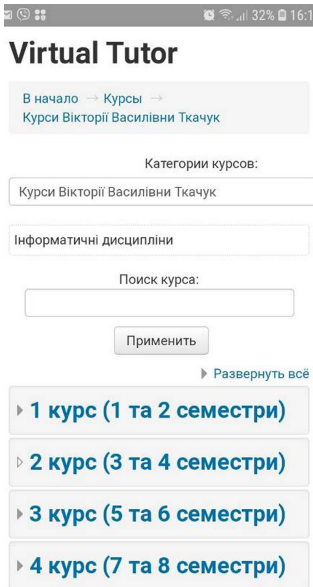 32% 16:1
Virtual Tutor
В начало → Курсы →
Курси Вікторії Василівни Ткачук
Категории курсов:
Курси Вікторії Василівни Ткачук
Інформатичні дисципліни
Поиск курса:
Применить
Развернуть всё
1 курс (1 та 2 семестри)
2 курс (3 та 4 семестри)
3 курс (5 та 6 семестри)
4 курс (7 та 8 семестри)